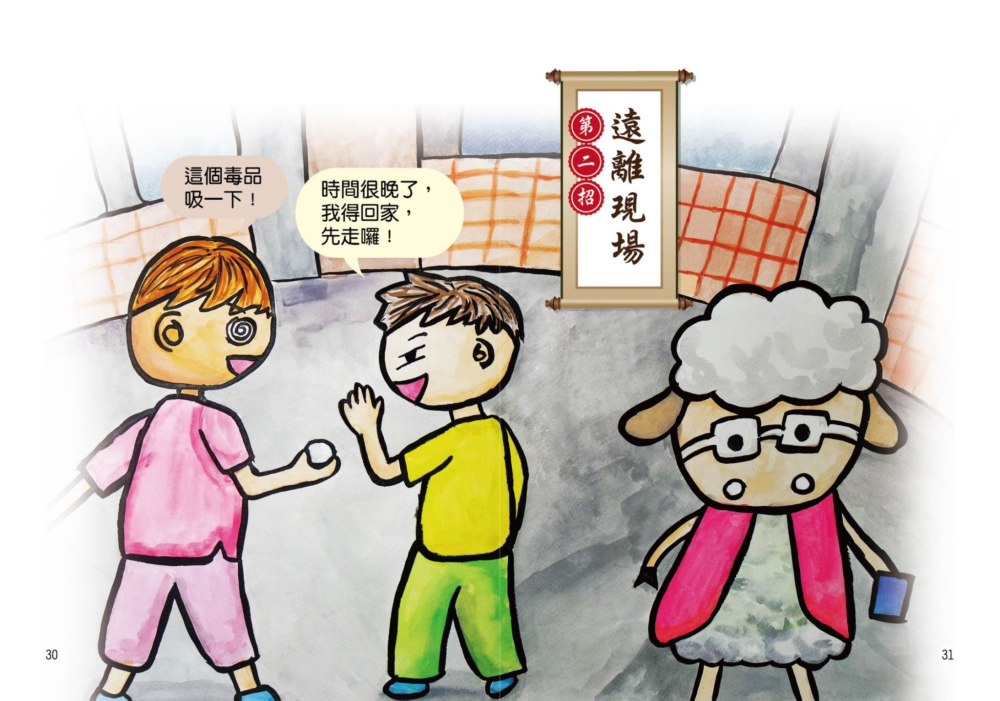 這個毒品
吸一下！
時間很晚了，
我得回家，
先走囉！
第二招
遠離現場
30
31